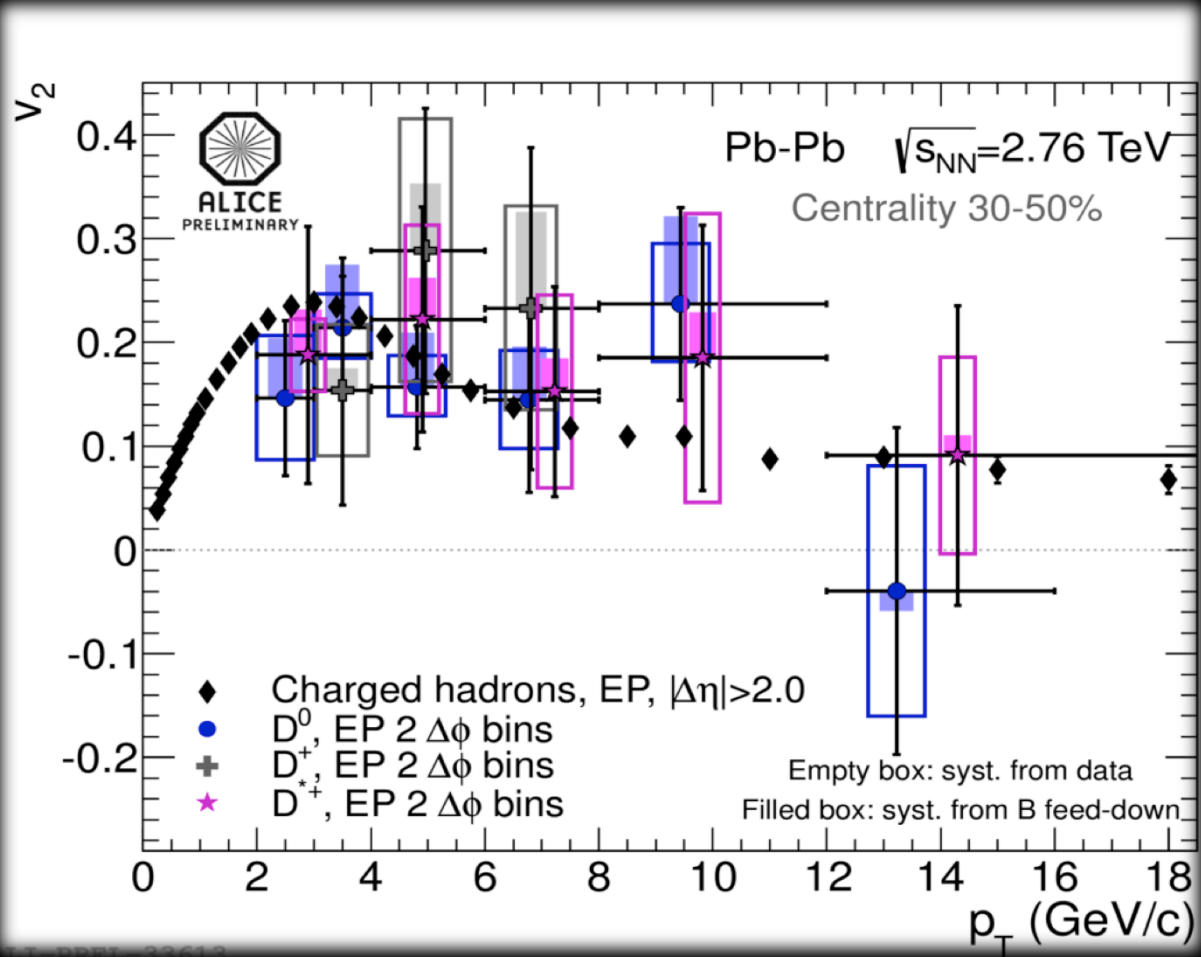 v2
0.4
0.3
0.2
0.1
0
-0.1
-0.2
ALICE
PRELIMINARY
Pb-Pb √sNN=2.76 TeV
Centrality 30-50%
Charged hadrons, EP, |Δη|>2.0
D0, EP 2 Δϕ bins
D+, EP 2 Δϕ bins
D*+, EP 2 Δϕ bins
Empty box: syst. from data
Filled box: syst. from B feed-down
0 2 4 6 8 10 12 14 16 18
pT (GeV/c)